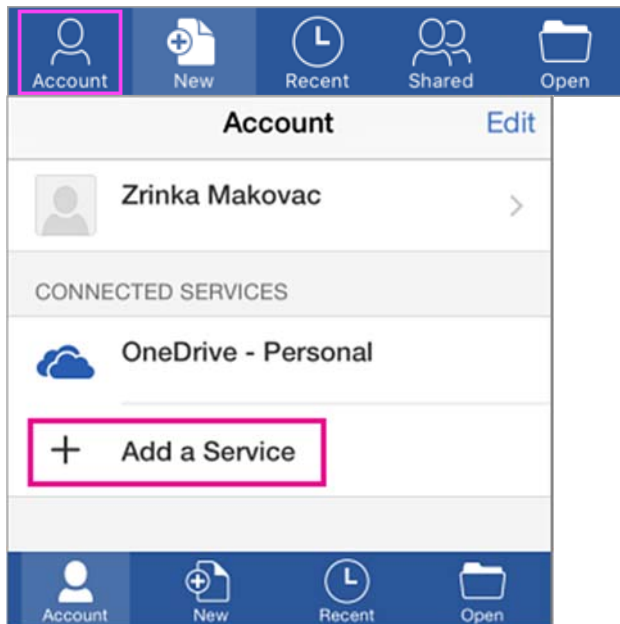 Account New Recent Shared Open
Account Edit
Zrinka Makovac
CONNECTED SERVICES
OneDrive - Personal
Add a Service
Account New Recent Open